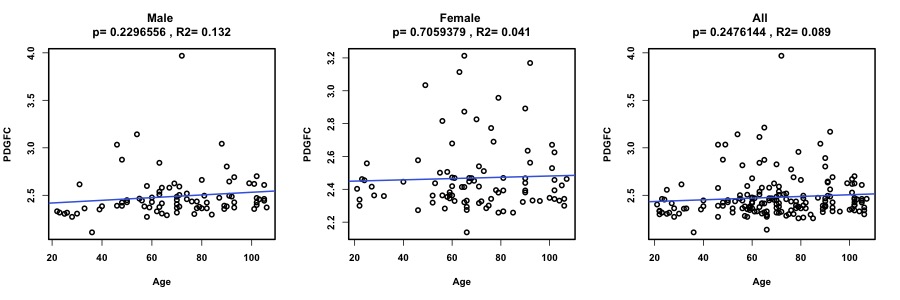 Male
p= 0.2296556 , R2= 0.132
PDGFC
4.0
3.5
3.0
2.5
20 40 60 80 100
Age
Female
p= 0.7059379 , R2= 0.041
PDGFC
3.2
3.0
2.8
2.6
2.4
2.2
20 40 60 80 100
Age
All
p= 0.2476144 , R2= 0.089
PDGFC
4.0
3.5
3.0
2.5
20 40 60 80 100
Age